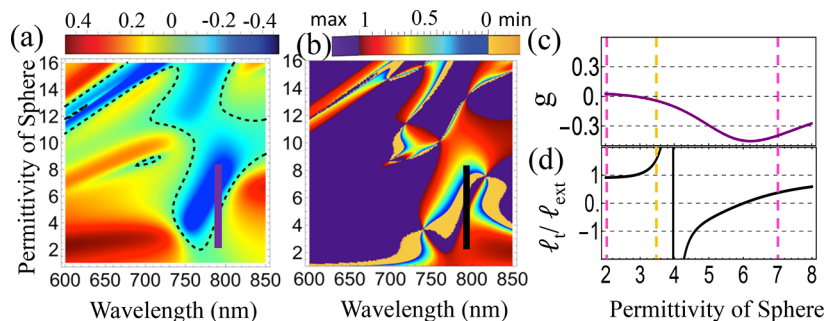 (a)
0.4 0.2 0 -0.2 -0.4
Permittivity of Sphere
16
14
12
10
8
6
4
2
600 650 700 750 800 850
Wavelength (nm)
(b)
max 1 0.5 0 min
16
14
12
10
8
6
4
2
600 650 700 750 800 850
Wavelength (nm)
(c)
g
0.3
0.
-0.3
(d)
ℓt/ℓext
1
0.
-1
2 3 4 5 6 7 8
Permittivity of Sphere